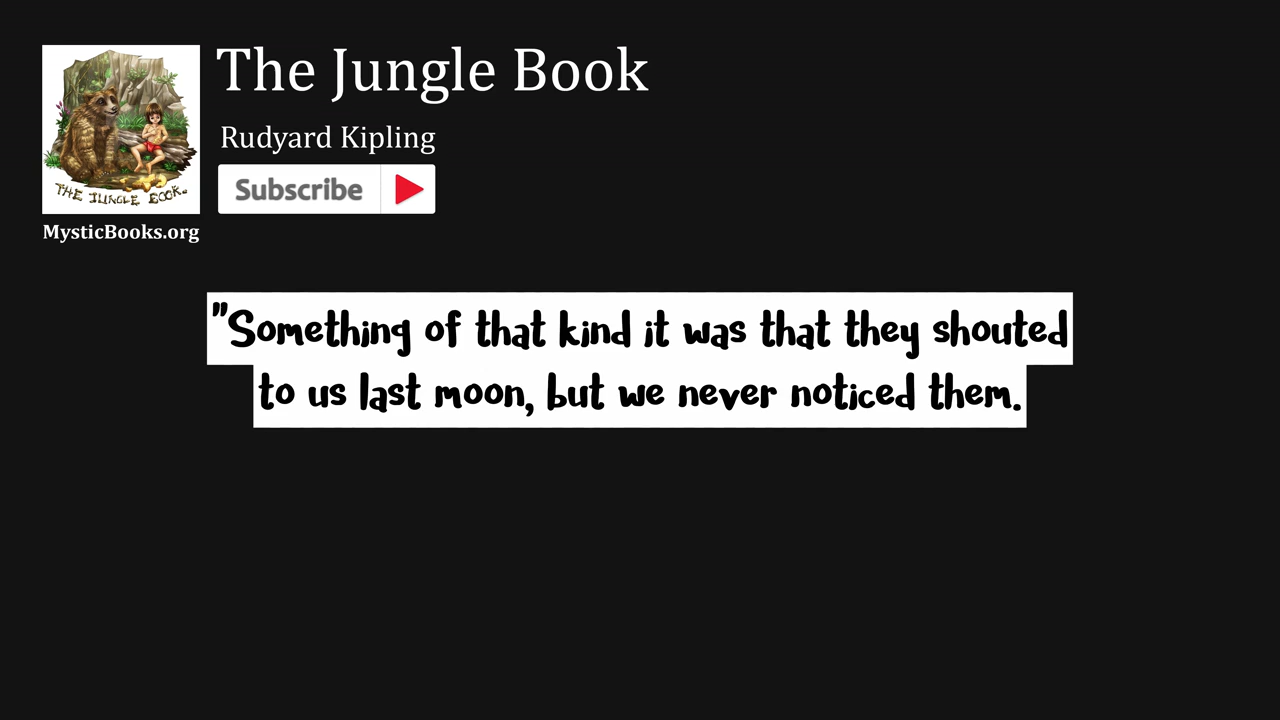 The Jungle Book
Rudyard Kipling
Subscribe
THE JUNGLE BOOK.
MysticBooks.org
"Something of that kind it was that they shouted
to us last moon, but we never noticed them.